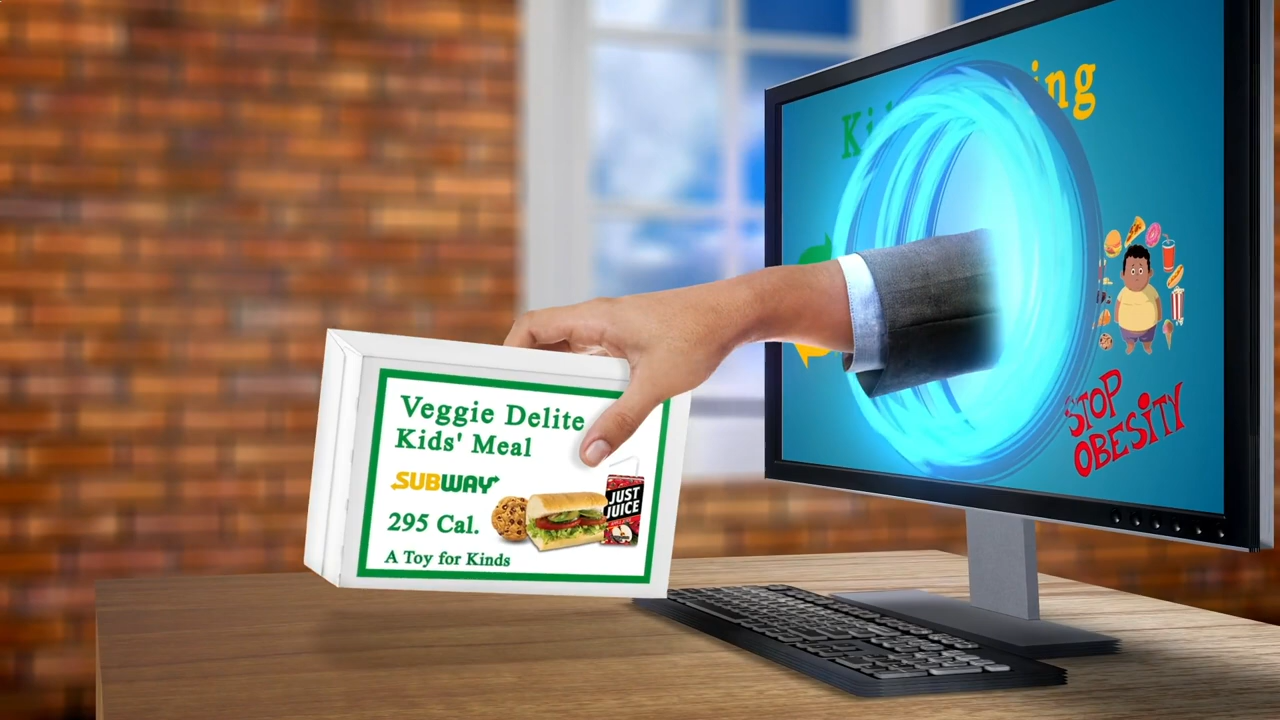 Veggie Delite
Kids' Meal
SUBWAY
295 Cal.
A Toy for Kinds
JUST
JUICE
STOP
OBESITY